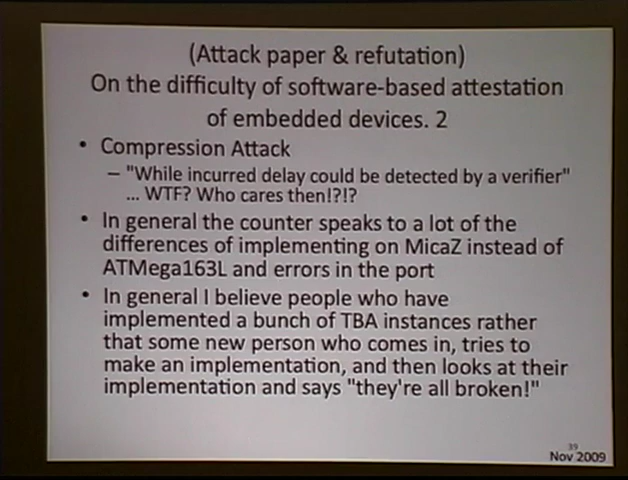 (Attack paper & refutation)
On the difficulty of software-based attestation
of embedded devices. 2
• Compression Attack
– "While incurred delay could be detected by a verifier"
... WTF? Who cares then!?!?
• In general the counter speaks to a lot of the
differences of implementing on MicaZ instead of
ATMega163L and errors in the port
• In general I believe people who have
implemented a bunch of TBA instances rather
that some new person who comes in, tries to
make an implementation, and then looks at their
implementation and says "they're all broken!"
39
Nov 2009